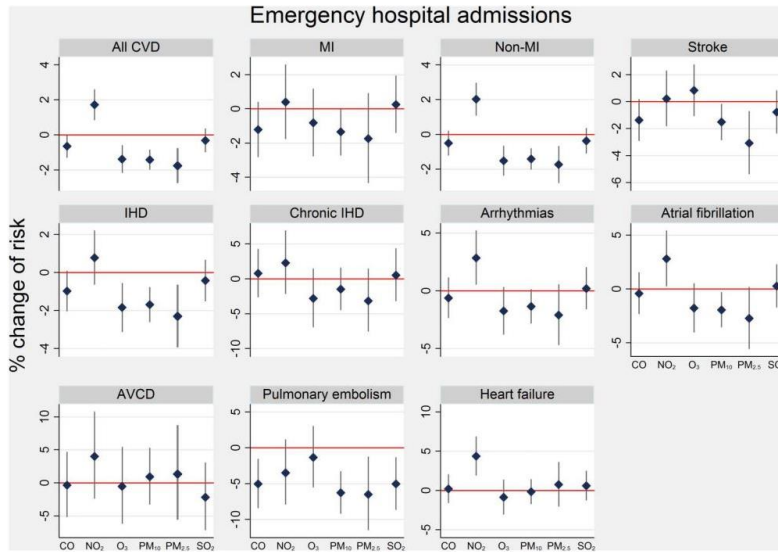 Emergency hospital admissions
% change of risk
All CVD
4
2
0
-2
MI
2
0
-2
-4
Non-MI
4
2
0
-2
Stroke
2
0
-2
-4
-6
IHD
2
0
-2
-4
Chronic IHD
5
0
-5
-10
Arrhythmias
5
0
-5
Atrial fibrillation
5
0
-5
CO NO₂ O₃ PM₁₀ PM₂.₅ SO₂
AVCD
10
5
0
-5
CO NO₂ O₃ PM₁₀ PM₂.₅ SO₂
Pulmonary embolism
5
0
-5
-10
CO NO₂ O₃ PM₁₀ PM₂.₅ SO₂
Heart failure
10
5
0
-5
CO NO₂ O₃ PM₁₀ PM₂.₅ SO₂